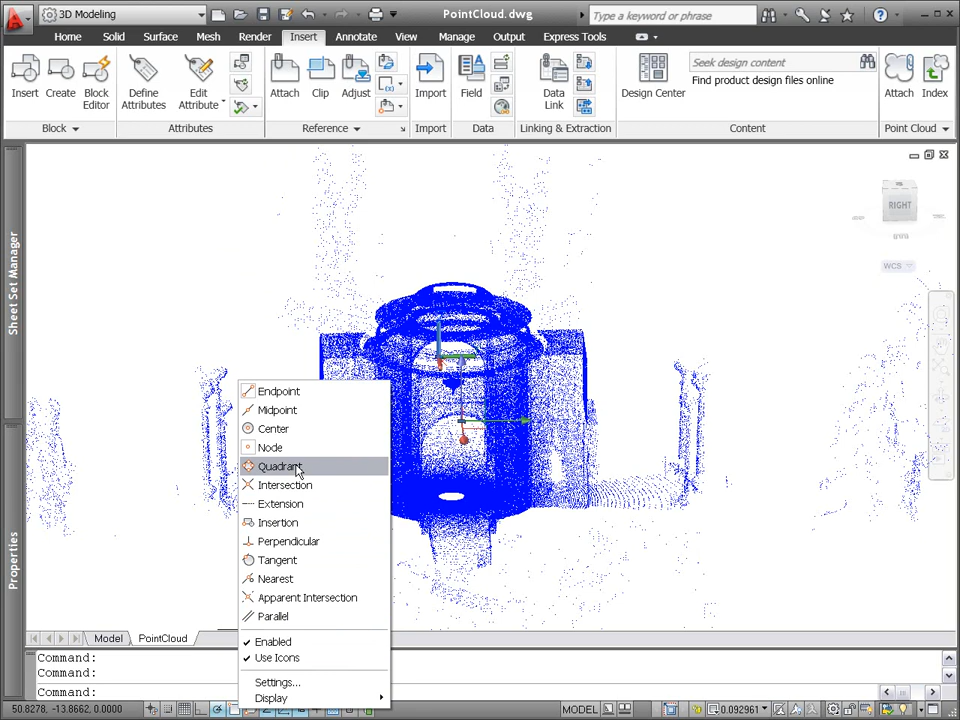 3D Modeling
PointCloud.dwg
Type a keyword or phrase
Home Solid Surface Mesh Render Insert Annotate View Manage Output Express Tools
Insert Create Block Editor
Define Attributes
Edit Attribute
Attach Clip Adjust
Import
Field
Data Link
Design Center
Seek design content
Find product design files online
Attach Index
Block
Attributes
Reference
Import
Data
Linking & Extraction
Content
Point Cloud
RIGHT
WCS
Sheet Set Manager
Properties
Endpoint
Midpoint
Center
Node
Quadrant
Intersection
Extension
Insertion
Perpendicular
Tangent
Nearest
Apparent Intersection
Parallel
Enabled
Use Icons
Settings...
Display
Model PointCloud
Command:
Command:
Command:
50.8278, -13.8662, 0.0000
MODEL
0.092961